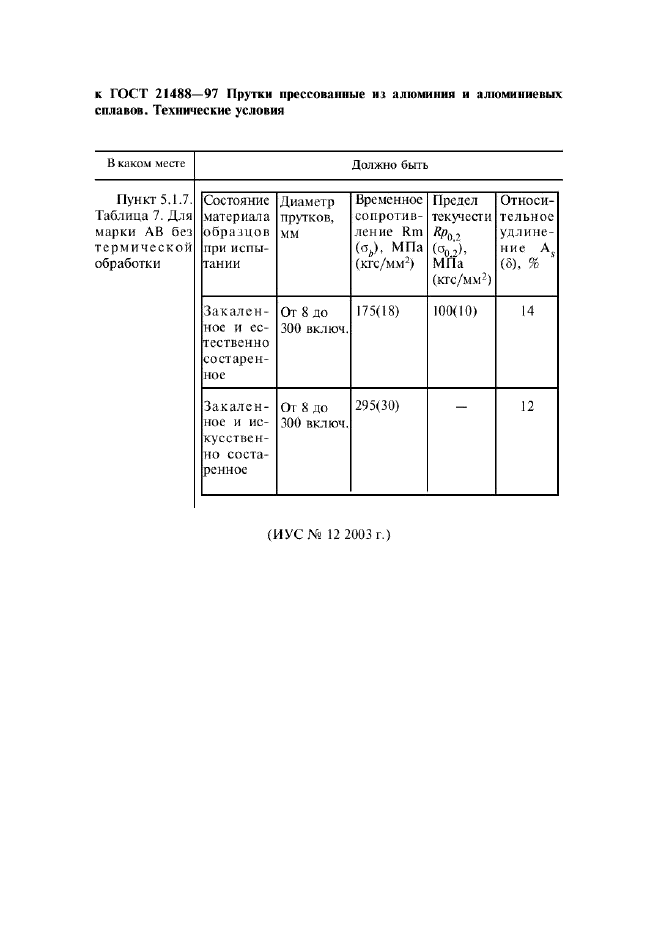 к ГОСТ 21488—97 Прутки прессованные из алюминия и алюминиевых
сплавов. Технические условия
В каком месте
Должно быть
Пункт 5.1.7.
Таблица 7. Для
марки АВ без
термической
обработки
Состояние
материала
образцов
при испы-
тании
Диаметр
прутков,
мм
Временное
сопротив-
ление Rm
(σb), МПа
(кгс/мм²)
Предел
текучести
Rp0,2
(σ0,2),
МПа
(кгс/мм²)
Относи-
тельное
удлине-
ние As
(δ), %
Закален-
ное и ес-
тественно
состарен-
ное
От 8 до
300 включ.
175(18)
100(10)
14
Закален-
ное и ис-
кусствен-
но соста-
ренное
От 8 до
300 включ.
295(30)
—
12
(ИУС № 12 2003 г.)